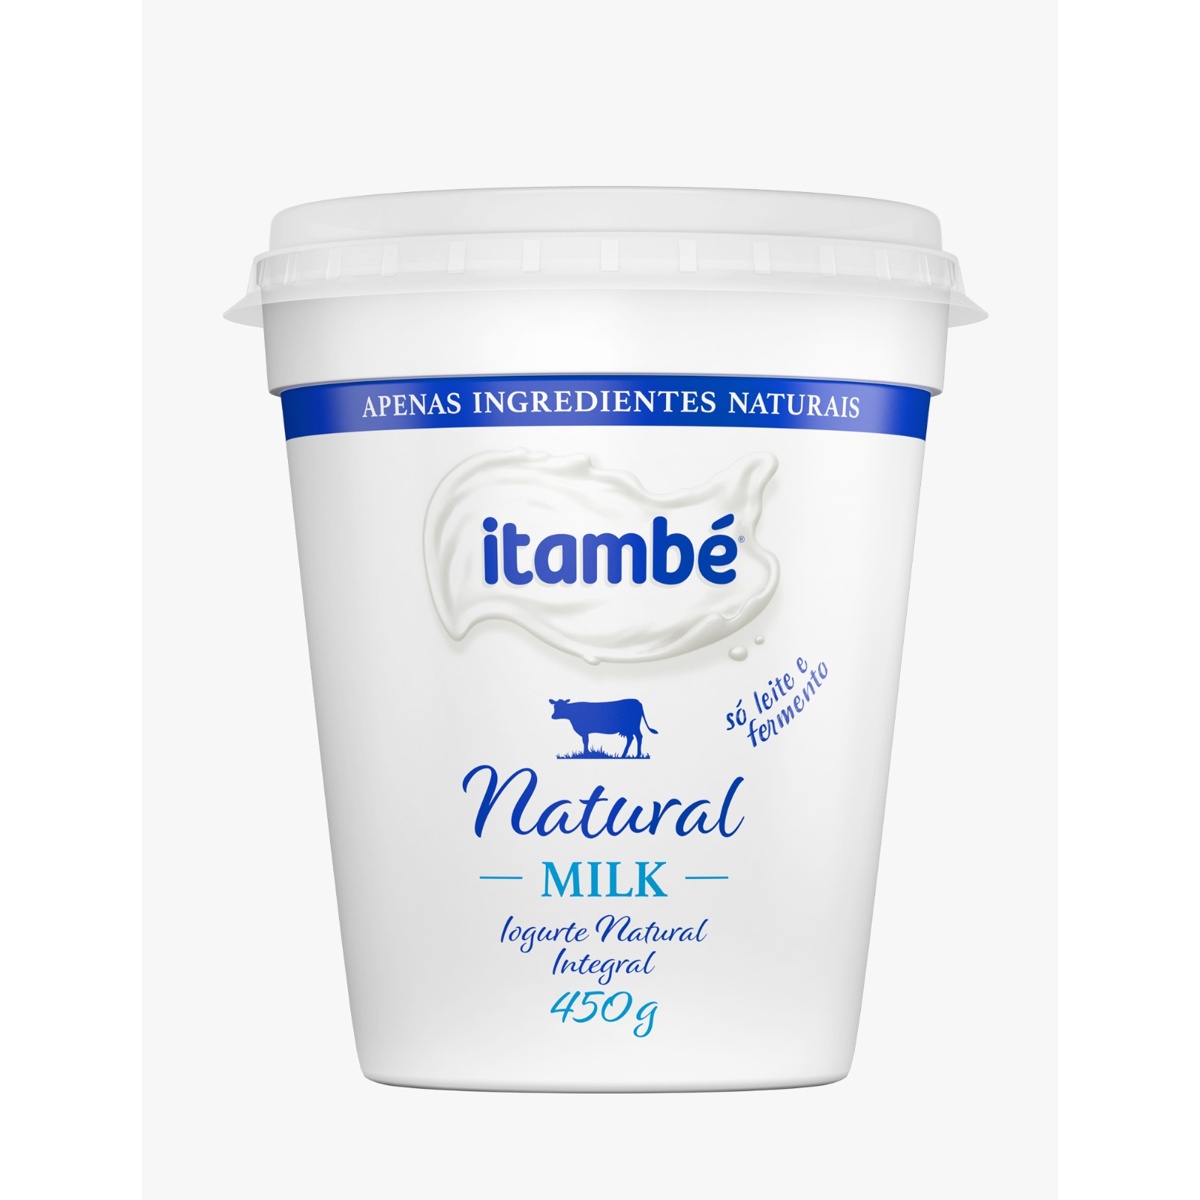 APENAS INGREDIENTES NATURAIS
itambé®
só leite e
fermento
Natural
MILK
Iogurte Natural
Integral
450g